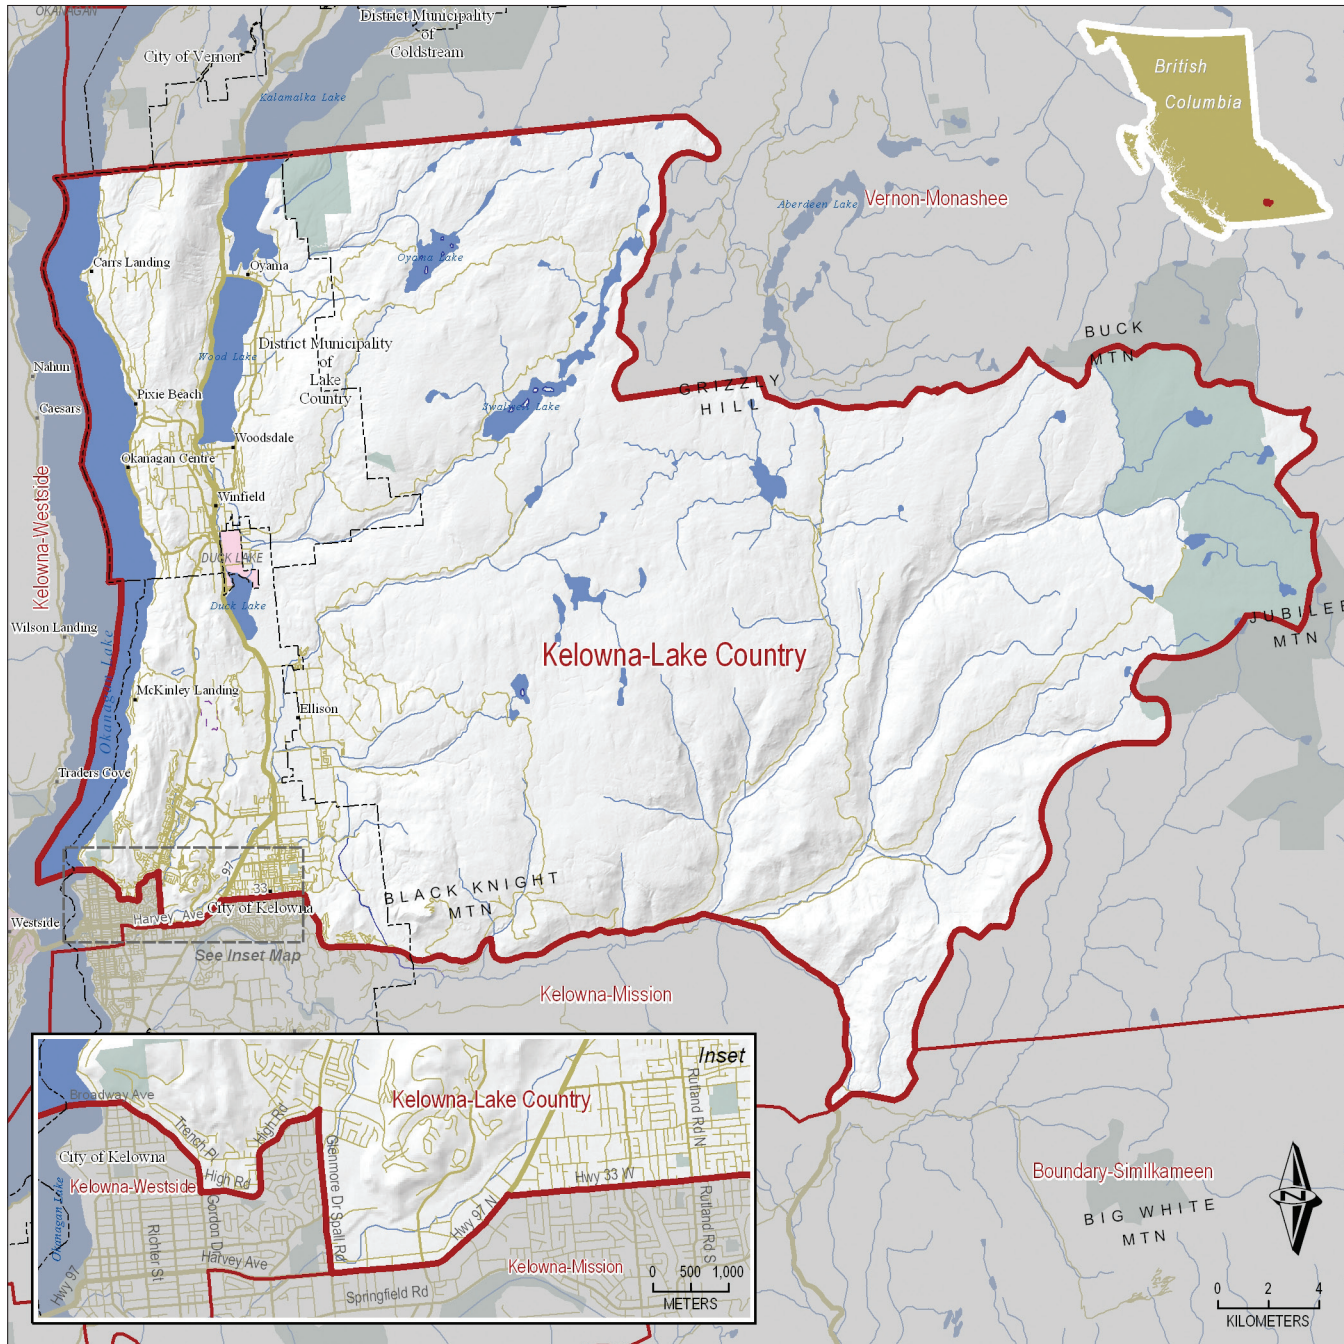 OKANAGAN
District Municipality
of
Coldstream
City of Vernon
Kalamalka Lake
British
Columbia
Vernon-Monashee
Aberdeen Lake
Carrs Landing
Oyama
Oyama Lake
BUCK
MTN
District Municipality
of
Lake
Country
Wood Lake
Nahun
Caesars
Pixie Beach
GRIZZLY
HILL
Swalwell Lake
Woodsdale
Okanagan Centre
Winfield
Kelowna-Westside
DUCK LAKE
Duck Lake
Wilson Landing
JUBILEE
MTN
Kelowna-Lake Country
Okanagan Lake
McKinley Landing
Ellison
Traders Cove
97
33
BLACK KNIGHT
MTN
Harvey Ave
City of Kelowna
Westside
See Inset Map
Kelowna-Mission
Inset
Broadway Ave
Kelowna-Lake Country
Trench Pl
High Rd
Rutland Rd N
City of Kelowna
Glenmore Dr
Spall Rd
High Rd
Hwy 33 W
Kelowna-Westside
Gordon Dr
Hwy 97 N
Rutland Rd S
Okanagan Lake
Richer St
Harvey Ave
Kelowna-Mission
Hwy 97
Springfield Rd
0 500 1,000
METERS
Boundary-Similkameen
BIG WHITE
MTN
N
0 2 4
KILOMETERS